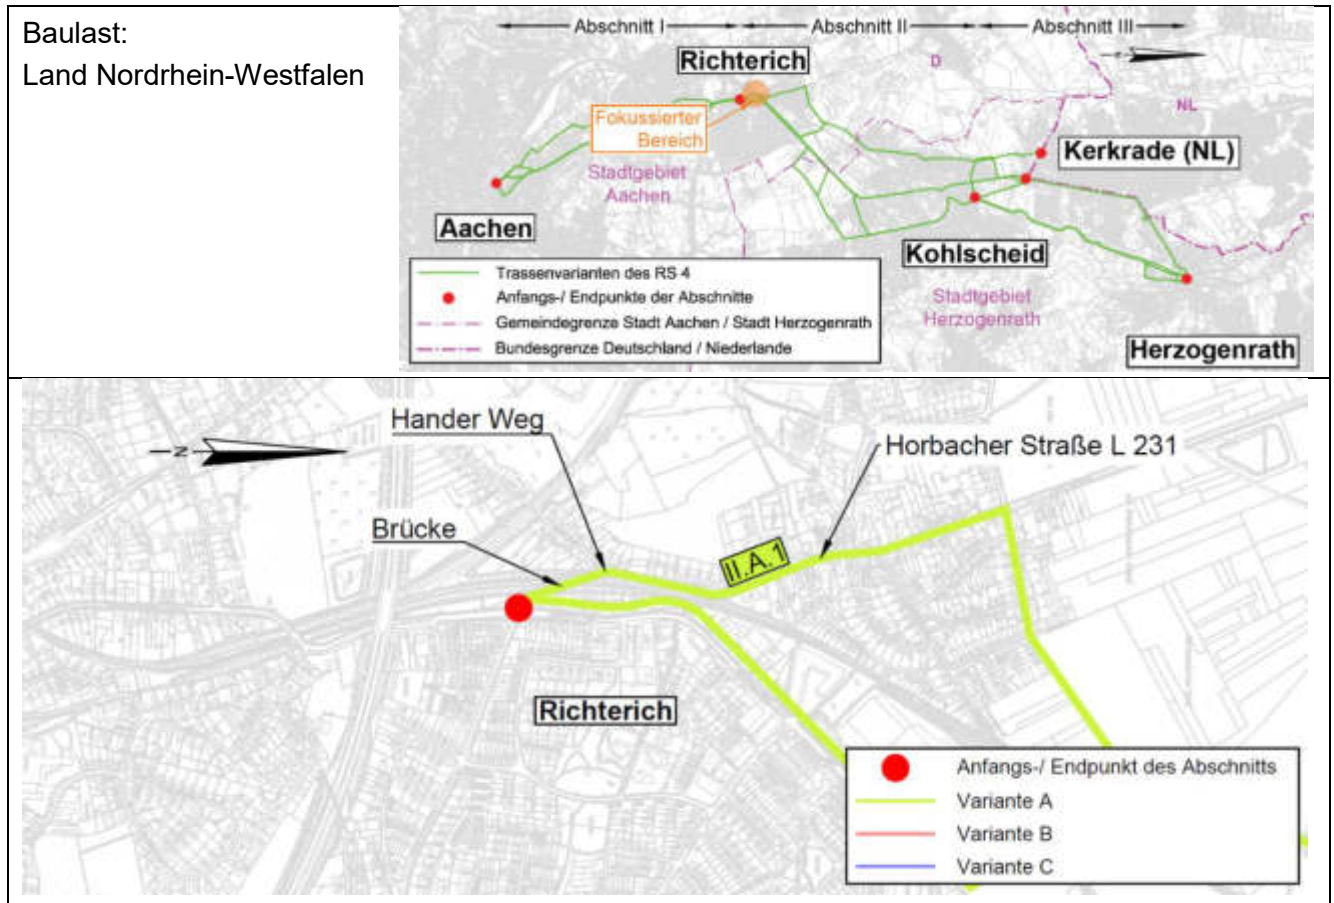 Baulast:
Land Nordrhein-Westfalen
Abschnitt I
Abschnitt II
Abschnitt III
Richterich
D
N
NL
Fokussierter
Bereich
Kerkrade (NL)
Stadtgebiet
Aachen
Aachen
Kohlscheid
Trassenvarianten des RS 4
Anfangs-/ Endpunkte der Abschnitte
Gemeindegrenze Stadt Aachen / Stadt Herzogenrath
Bundesgrenze Deutschland / Niederlande
Stadtgebiet
Herzogenrath
Herzogenrath
Hander Weg
N
Horbacher Straße L 231
Brücke
II.A.1
Richterich
Anfangs-/ Endpunkt des Abschnitts
Variante A
Variante B
Variante C